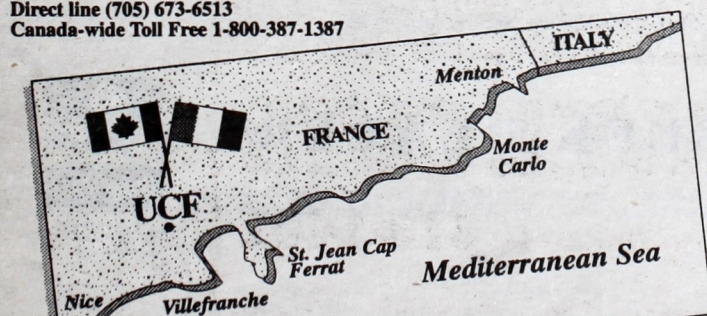 Direct line (705) 673-6513
Canada-wide Toll Free 1-800-387-1387
ITALY
Menton
FRANCE
Monte
Carlo
UCF
St. Jean Cap
Ferrat
Mediterranean Sea
Nice
Villefranche